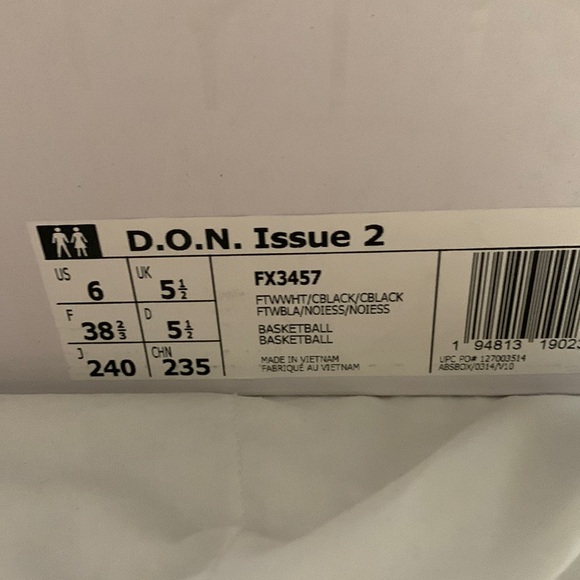 D.O.N. Issue 2
US 6 UK 5½
F 38⅔ D 5½
J 240 CHN 235
FX3457
FTWWHT/CBLACK/CBLACK
FTWBLA/NOIESS/NOIESS
BASKETBALL
BASKETBALL
MADE IN VIETNAM
FABRIQUÉ AU VIETNAM
1 94813 19023
UPC PO# 127003514
ABSBOX/0314/V10